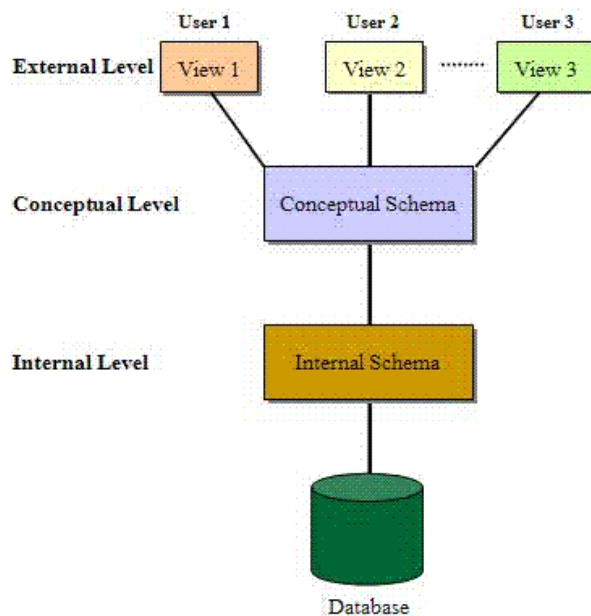 User 1 User 2 User 3
External Level View 1 View 2 ........ View 3
Conceptual Level Conceptual Schema
Internal Level Internal Schema
Database